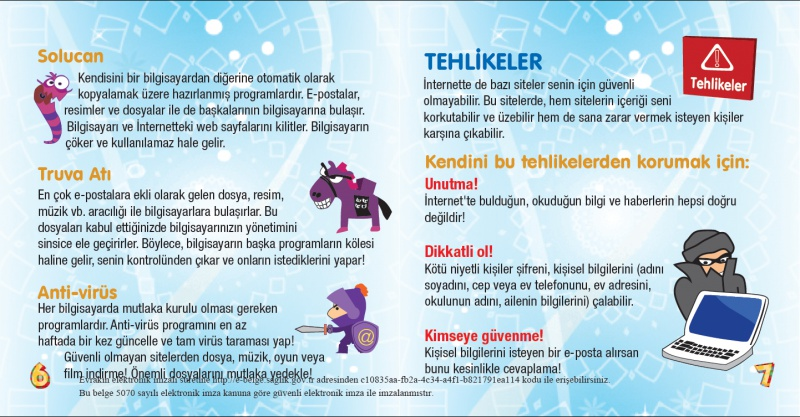 Solucan
Kendisini bir bilgisayardan diğerine otomatik olarak
kopyalamak üzere hazırlanmış programlardır. E-postalar,
resimler ve dosyalar ile de başkalarının bilgisayarına bulaşır.
Bilgisayarı ve İnternetteki web sayfalarını kilitler. Bilgisayarın
çöker ve kullanılamaz hale gelir.
Truva Atı
En çok e-postalara ekli olarak gelen dosya, resim,
müzik vb. aracılığı ile bilgisayarlara bulaşırlar. Bu
dosyaları kabul ettiğinizde bilgisayarınızın yönetimini
sinsice ele geçirirler. Böylece, bilgisayarın başka programların kölesi
haline gelir, senin kontrolünden çıkar ve onların istediklerini yapar!
Anti-virüs
Her bilgisayarda mutlaka kurulu olması gereken
programlardır. Anti-virüs programını en az
haftada bir kez güncelle ve tam virüs taraması yap!
Güvenli olmayan sitelerden dosya, müzik, oyun veya
film indirme! Önemli dosyalarını mutlaka yedekle!
6
TEHLİKELER
Tehlikeler
İnternette de bazı siteler senin için güvenli
olmayabilir. Bu sitelerde, hem sitelerin içeriği seni
korkutabilir ve üzebilir hem de sana zarar vermek isteyen kişiler
karşına çıkabilir.
Kendini bu tehlikelerden korumak için:
Unutma!
İnternet'te bulduğun, okuduğun bilgi ve haberlerin hepsi doğru
değildir!
Dikkatli ol!
Kötü niyetli kişiler şifreni, kişisel bilgilerini (adını
soyadını, cep veya ev telefonunu, ev adresini,
okulunun adını, ailenin bilgilerini) çalabilir.
Kimseye güvenme!
Kişisel bilgilerini isteyen bir e-posta alırsan
bunu kesinlikle cevaplama!
7
Evrakın elektronik imzalı suretine http://e-belge.saglik.gov.tr adresinden c10835aa-fb2a-4c34-a4f1-b821791ea114 kodu ile erişebilirsiniz.
Bu belge 5070 sayılı elektronik imza kanuna göre güvenli elektronik imza ile imzalanmıştır.